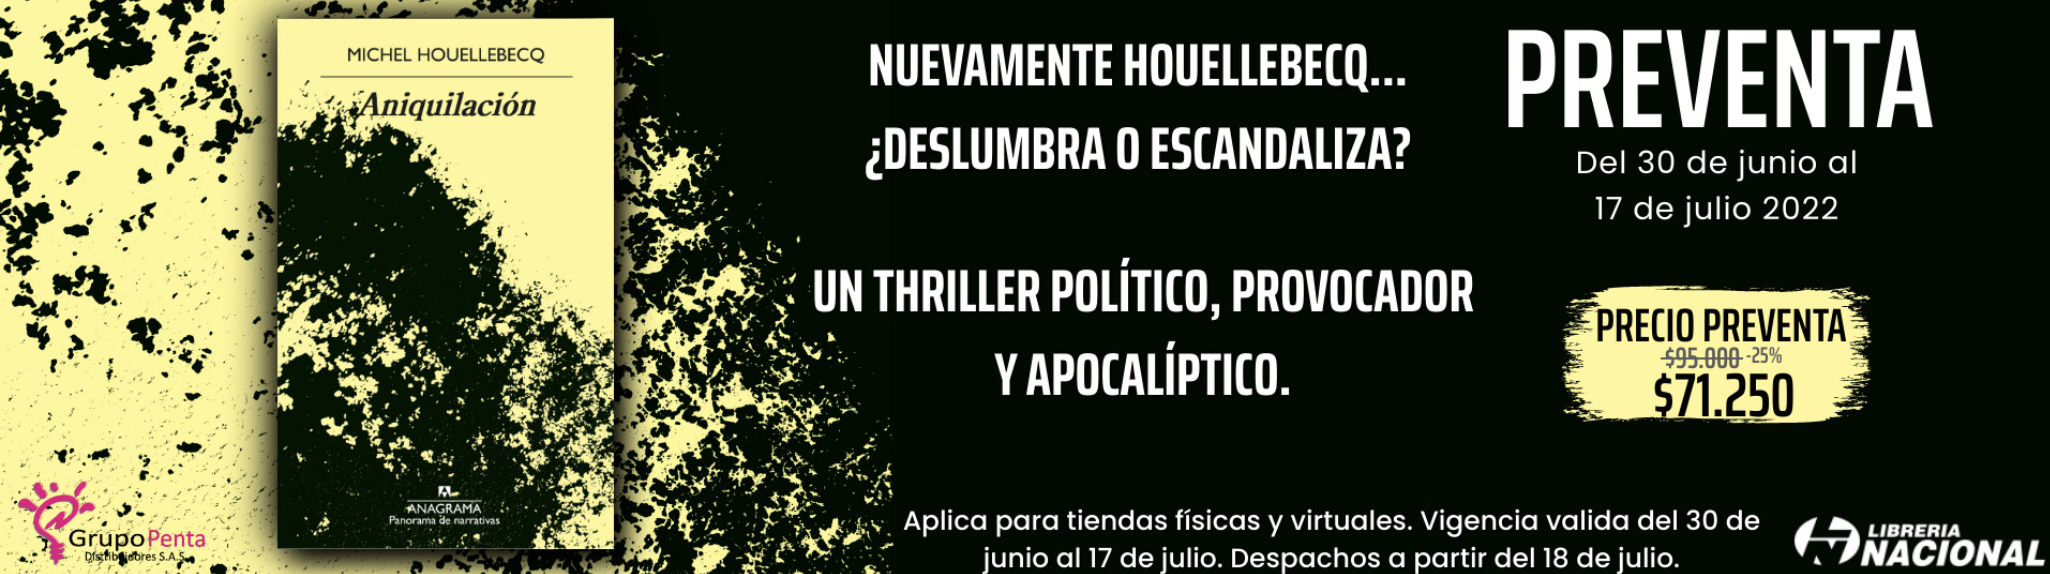 MICHEL HOUELLEBECQ
Aniquilación
ANAGRAMA
Panorama de narrativas
GrupoPenta
Distribuidores S.A.S.
NUEVAMENTE HOUELLEBECQ...
¿DESLUMBRA O ESCANDALIZA?
UN THRILLER POLÍTICO, PROVOCADOR
Y APOCALÍPTICO.
PREVENTA
Del 30 de junio al
17 de julio 2022
PRECIO PREVENTA
$95.000 -25%
$71.250
Aplica para tiendas físicas y virtuales. Vigencia valida del 30 de
junio al 17 de julio. Despachos a partir del 18 de julio.
LIBRERIA
NACIONAL